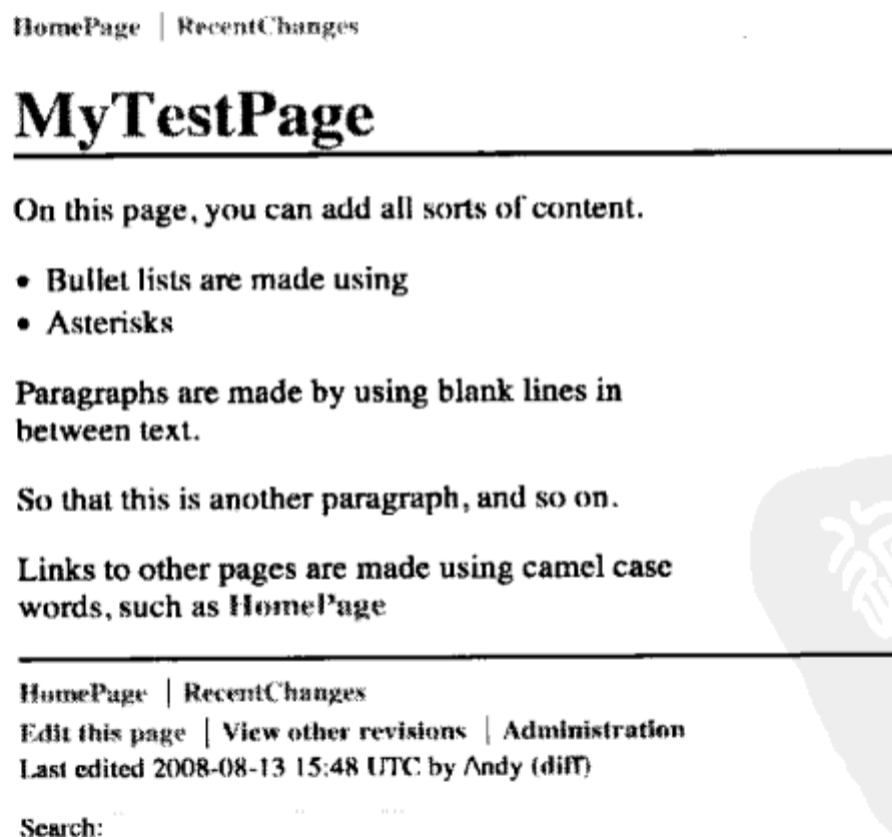 HomePage | RecentChanges
MyTestPage
On this page, you can add all sorts of content.
• Bullet lists are made using
• Asterisks
Paragraphs are made by using blank lines in
between text.
So that this is another paragraph, and so on.
Links to other pages are made using camel case
words, such as HomePage
HomePage | RecentChanges
Edit this page | View other revisions | Administration
Last edited 2008-08-13 15:48 UTC by Andy (diff)
Search: